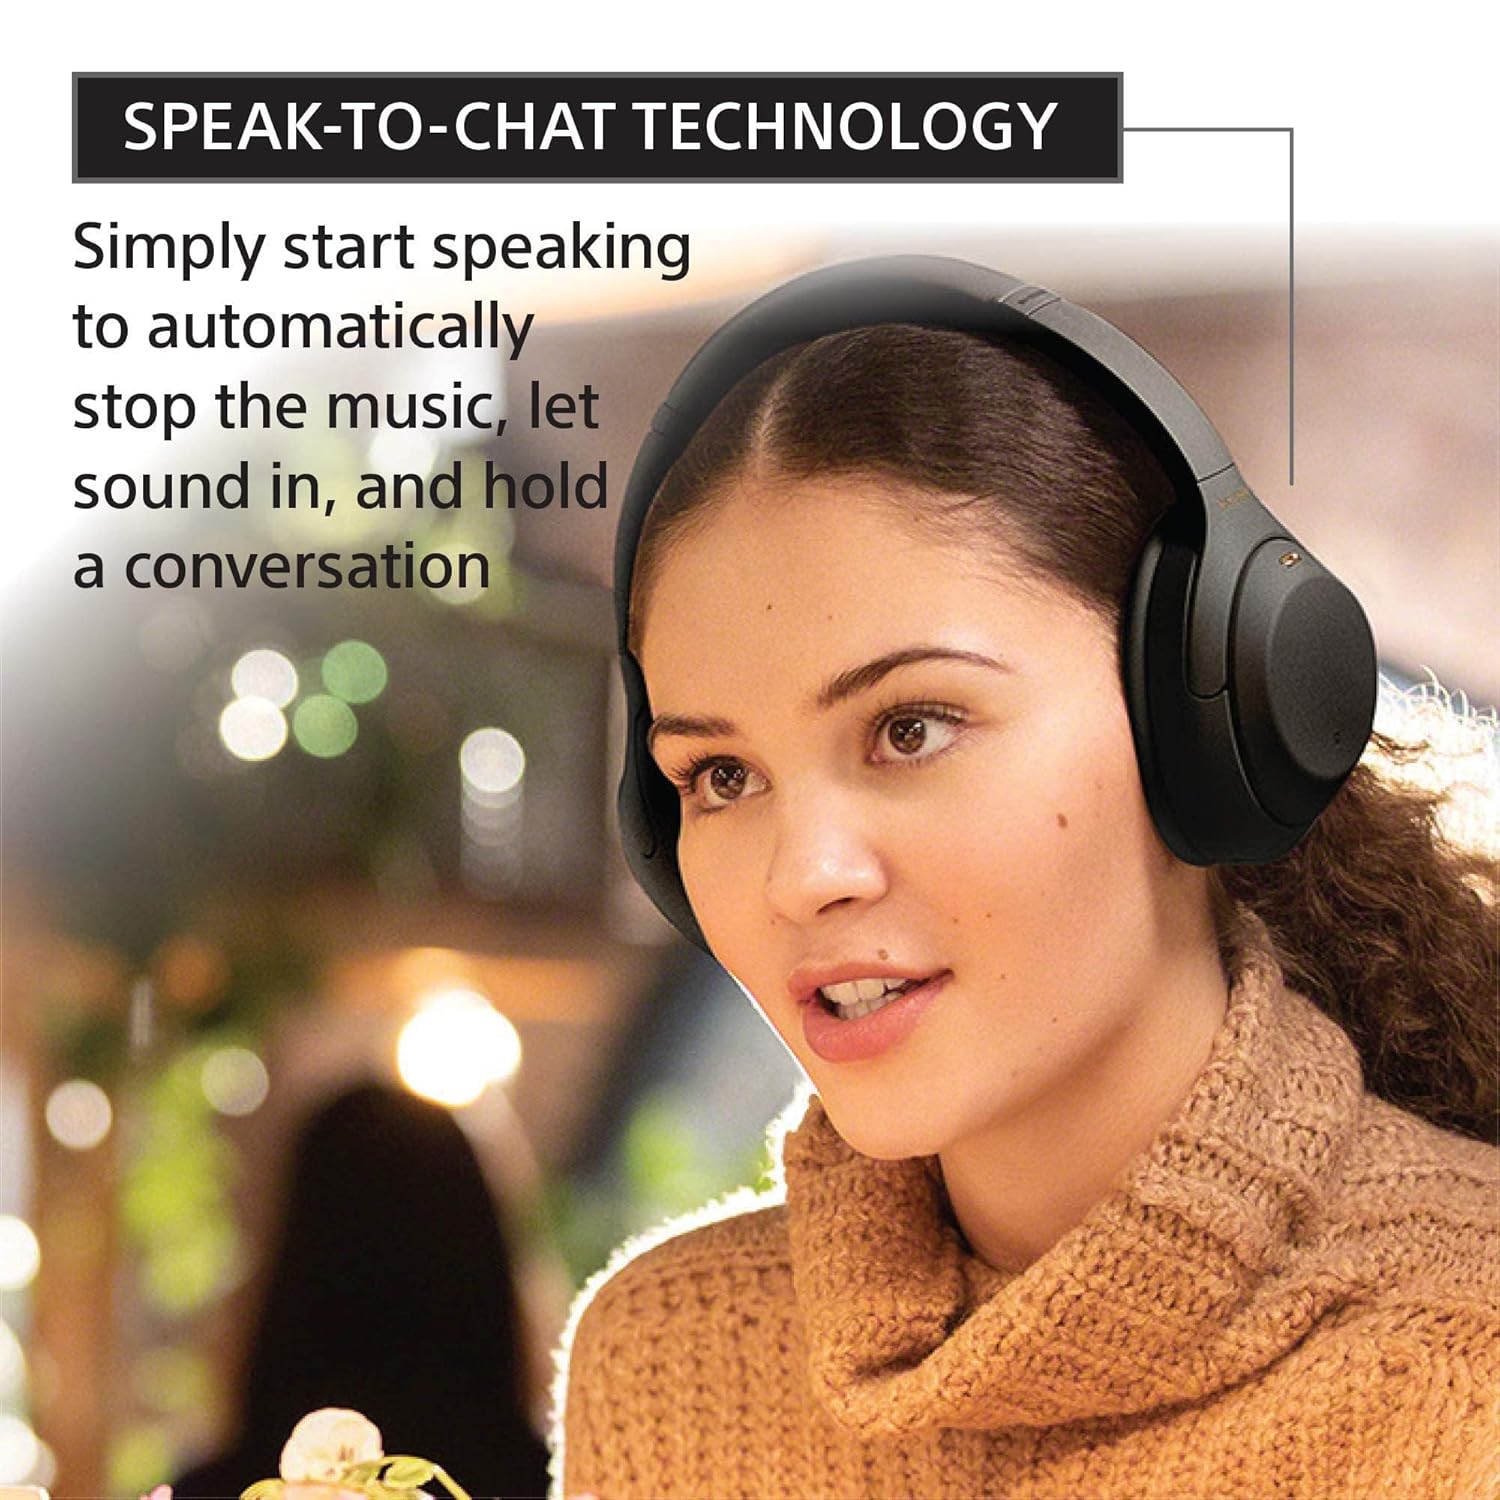 SPEAK-TO-CHAT TECHNOLOGY
Simply start speaking
to automatically
stop the music, let
sound in, and hold
a conversation